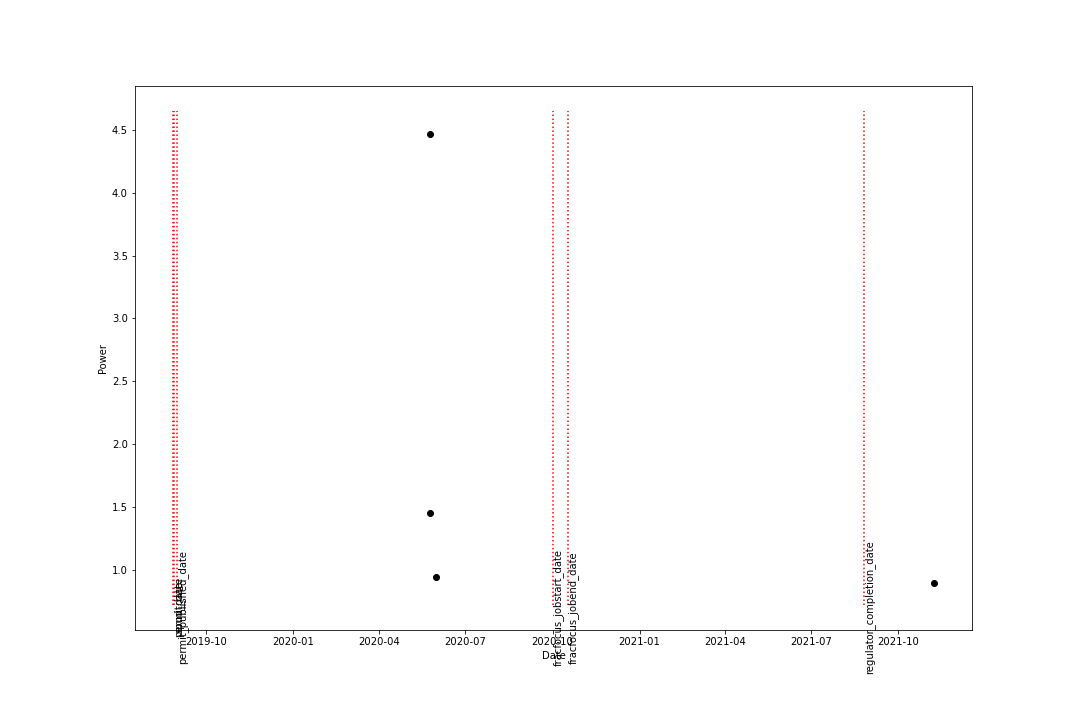 4.5
4.0
3.5
3.0
2.5
2.0
1.5
1.0
Power
permit_published_date
fracfocus_jobstart_date
fracfocus_jobend_date
regulator_completion_date
2019-10
2020-01
2020-04
2020-07
2020-10
2021-01
2021-04
2021-07
2021-10
Date